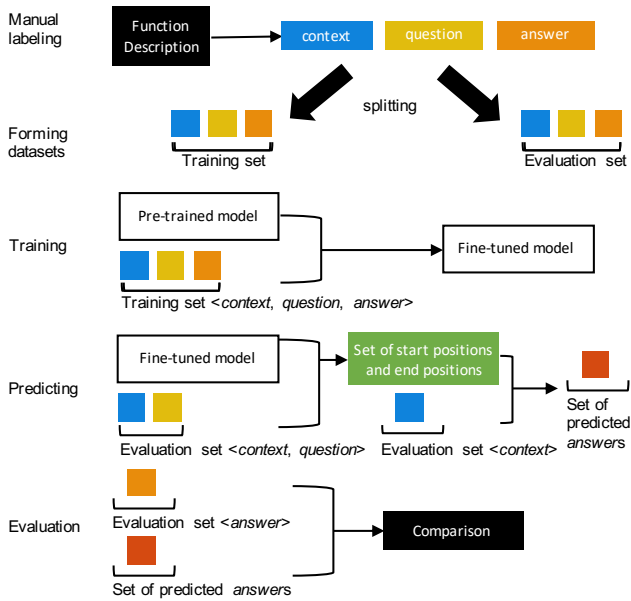 Manual
labeling
Function
Description
context
question
answer
splitting
Forming
datasets
Training set
Evaluation set
Training
Pre-trained model
Fine-tuned model
Training set <context, question, answer>
Predicting
Fine-tuned model
Set of start positions
and end positions
Evaluation set <context, question>
Evaluation set <context>
Set of
predicted
answers
Evaluation
Evaluation set <answer>
Comparison
Set of predicted answers